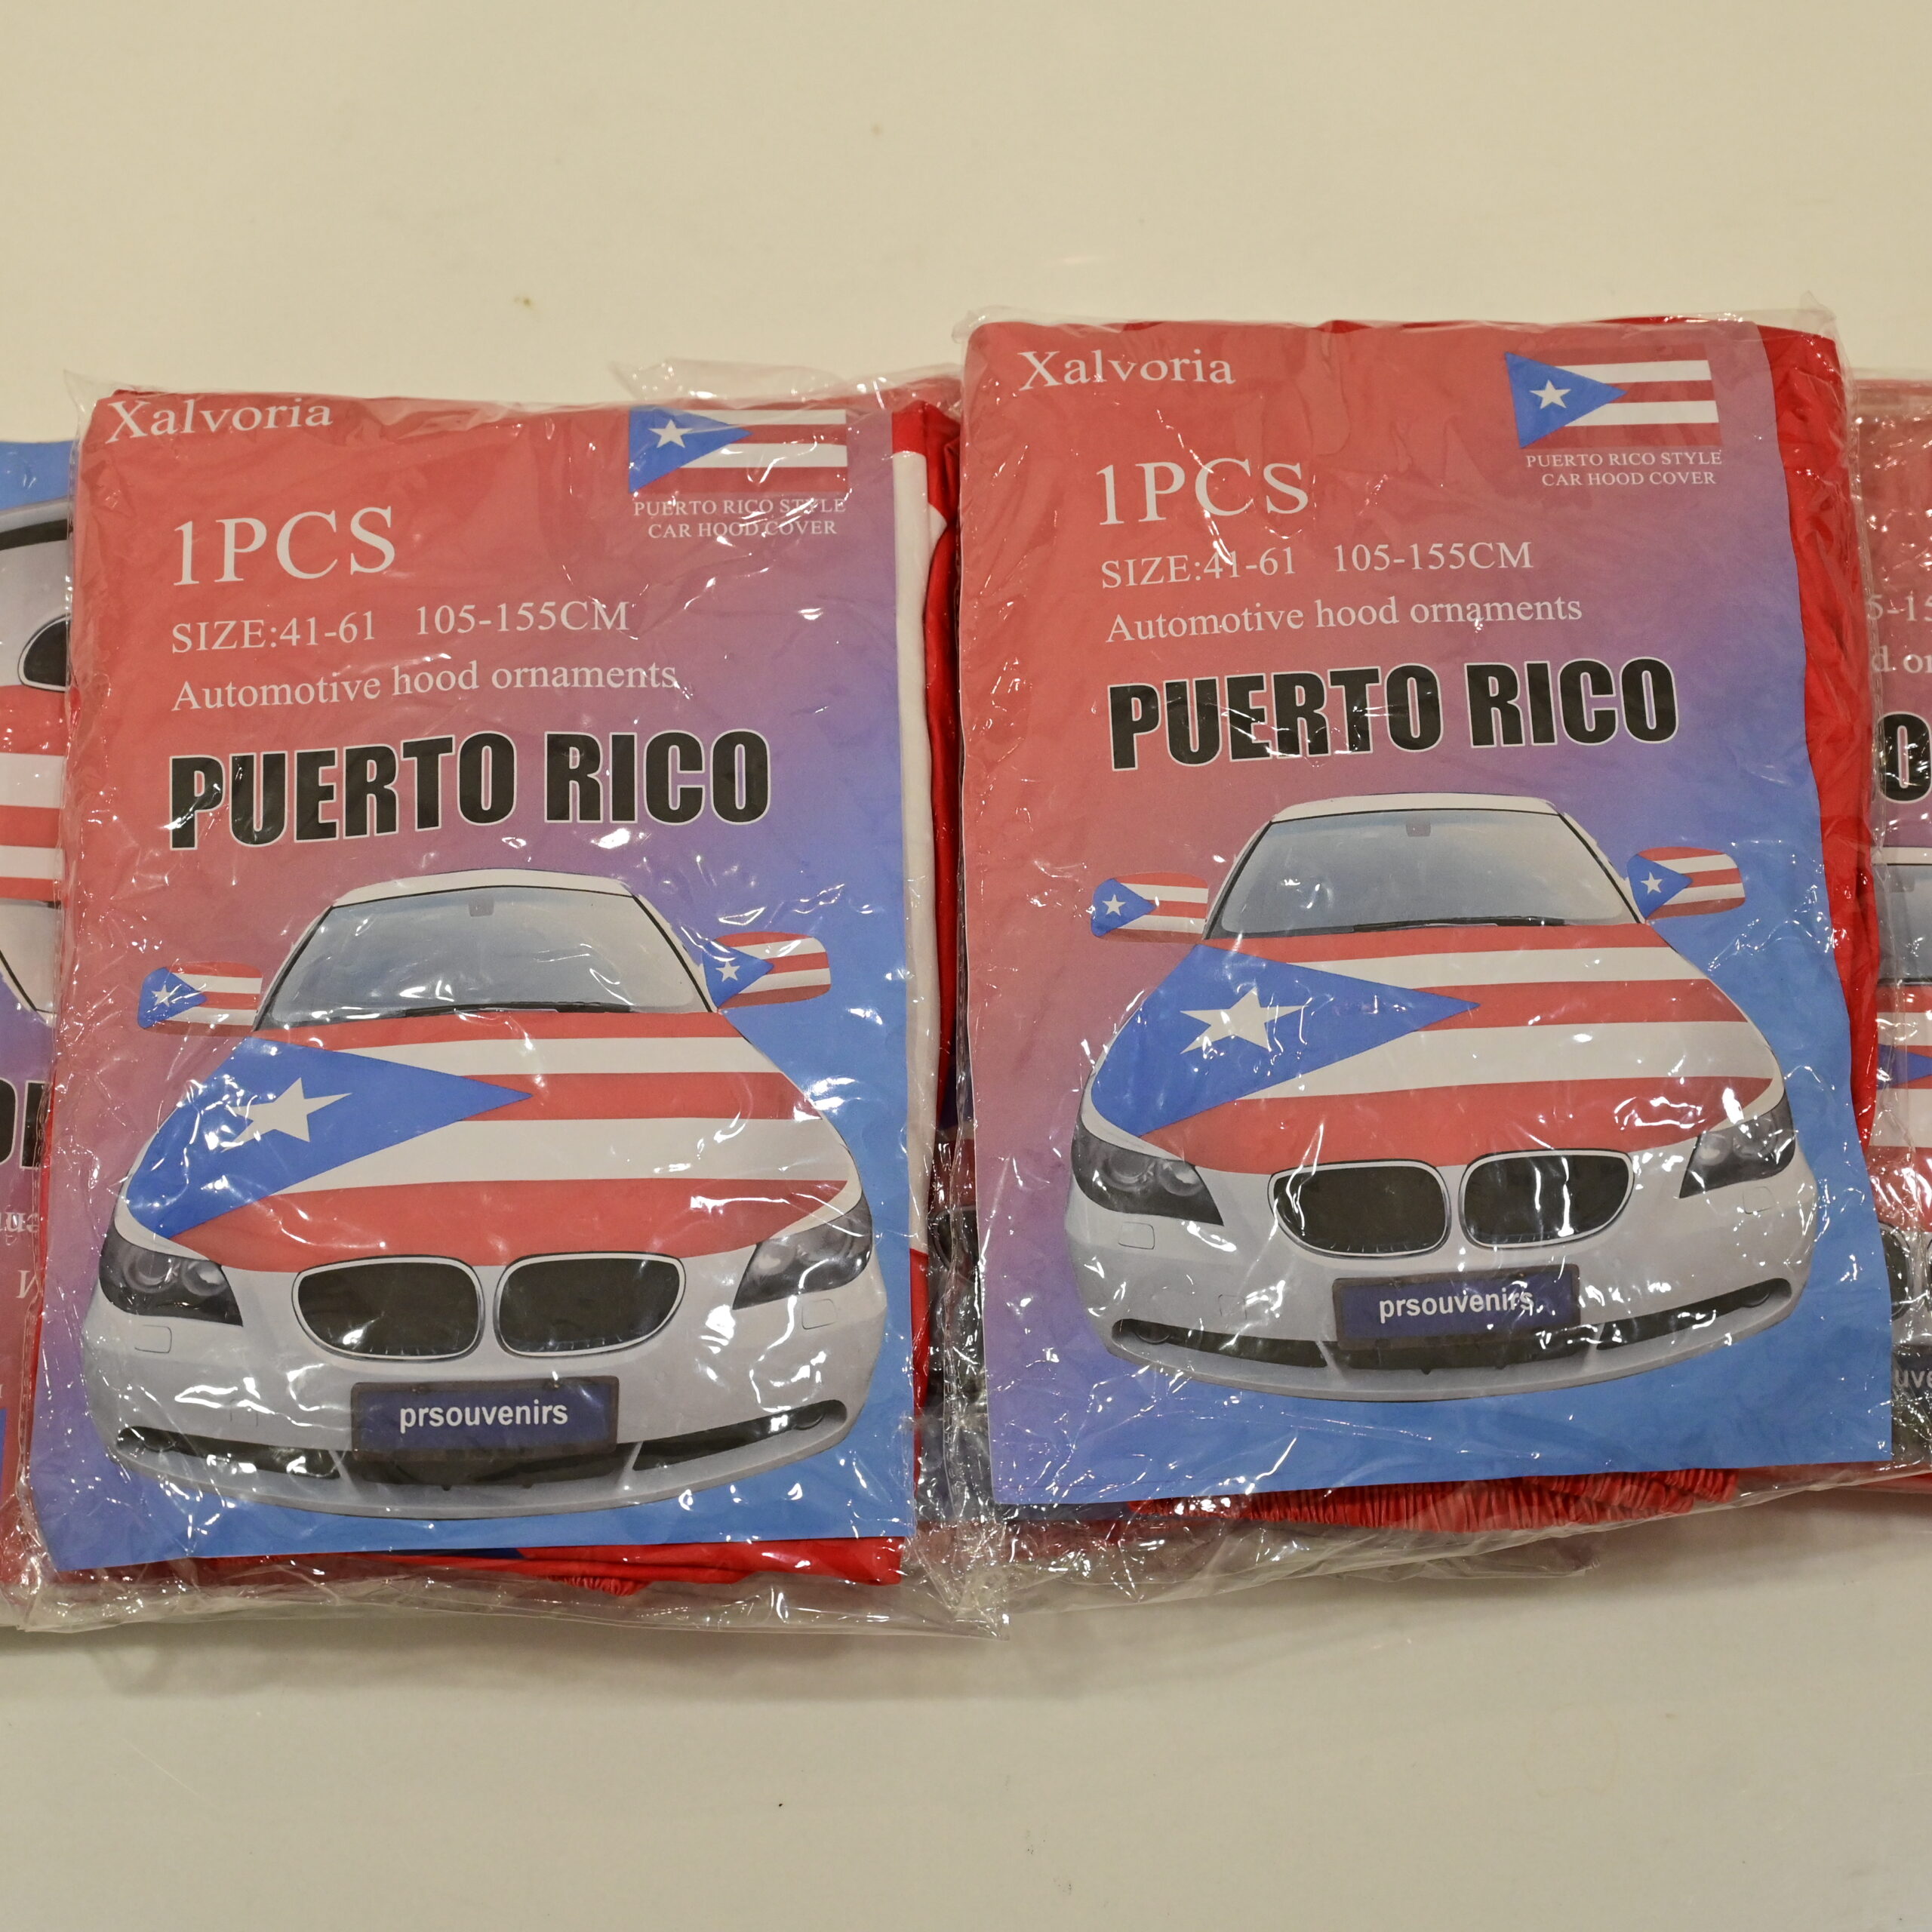 Xalvoria
PUERTO RICO STYLE
CAR HOOD COVER
1PCS
SIZE:41-61 105-155CM
Automotive hood ornaments
PUERTO RICO
prsouvenirs
Xalvoria
PUERTO RICO STYLE
CAR HOOD COVER
1PCS
SIZE:41-61 105-155CM
Automotive hood ornaments
PUERTO RICO
prsouvenirs